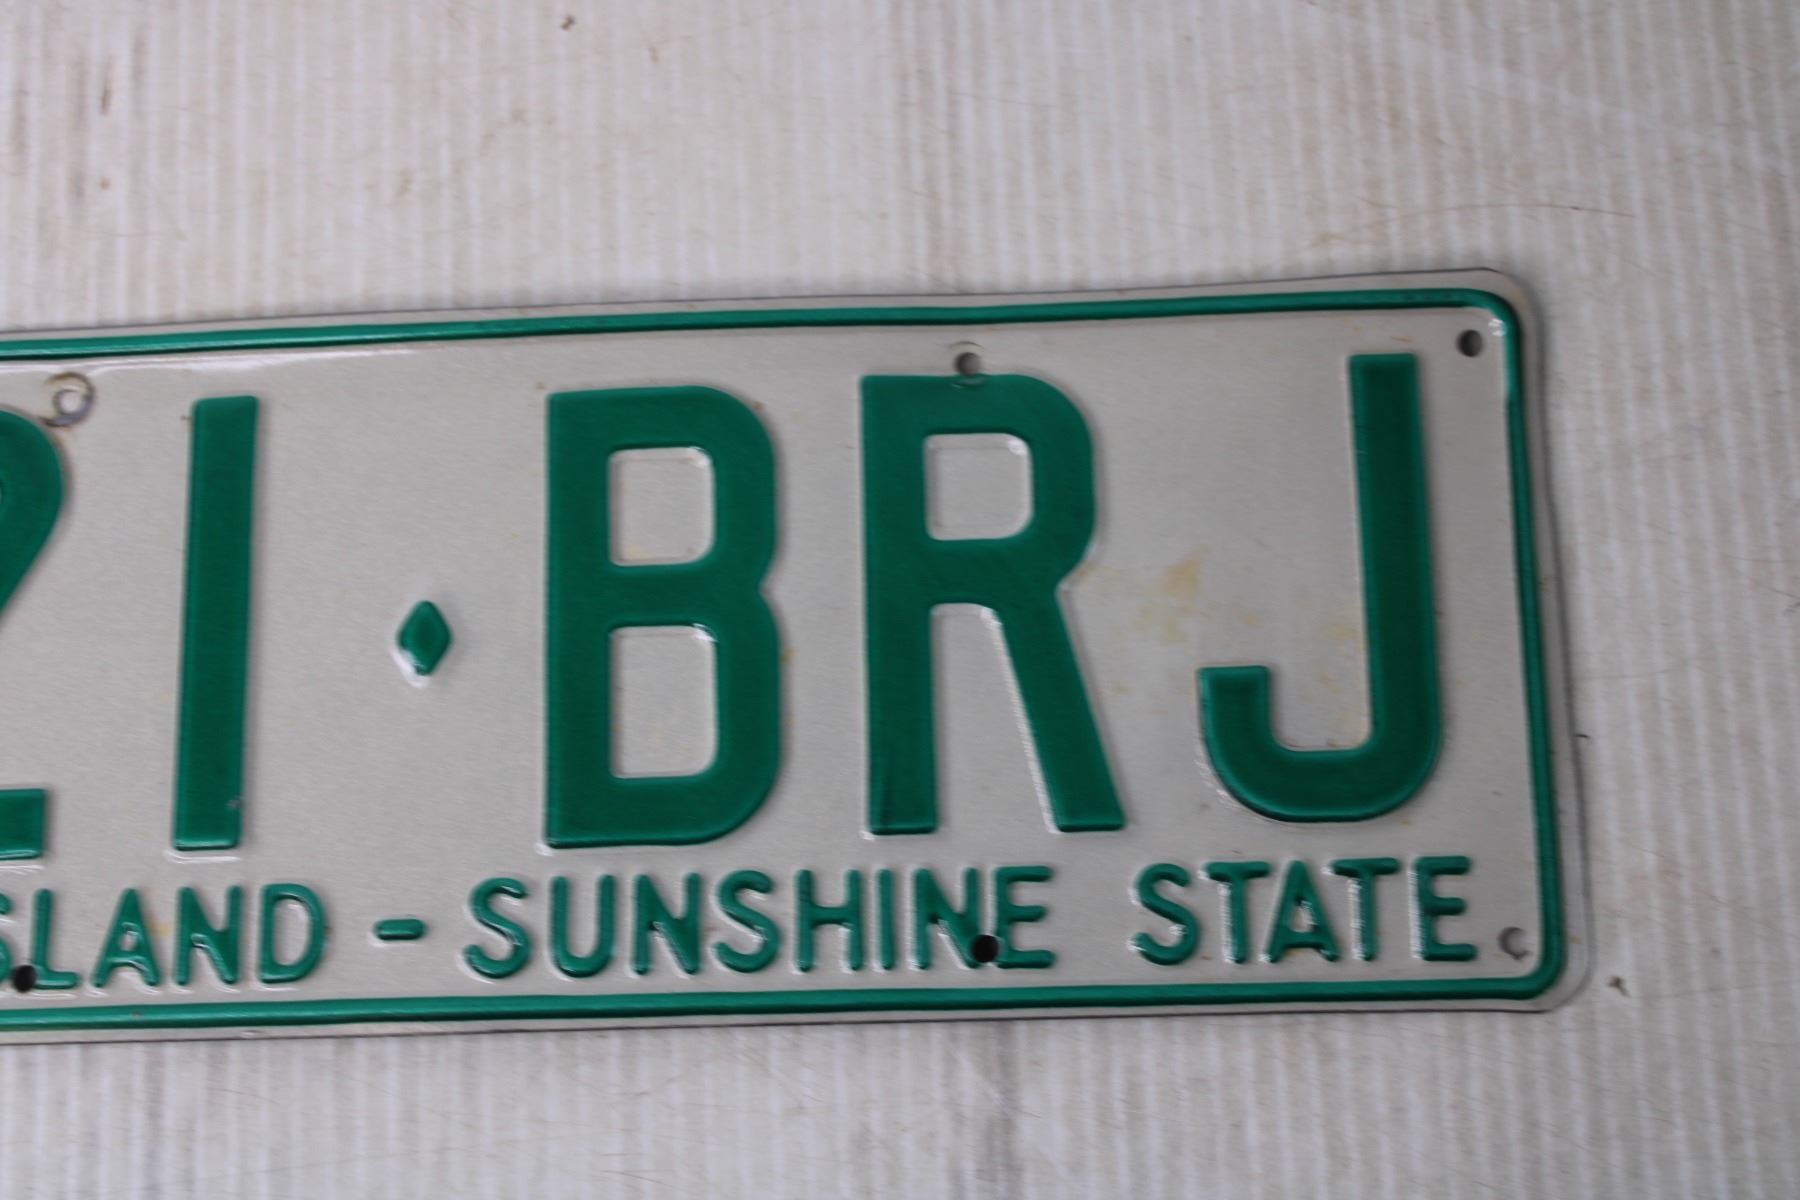 21·BRJ
SLAND - SUNSHINE STATE